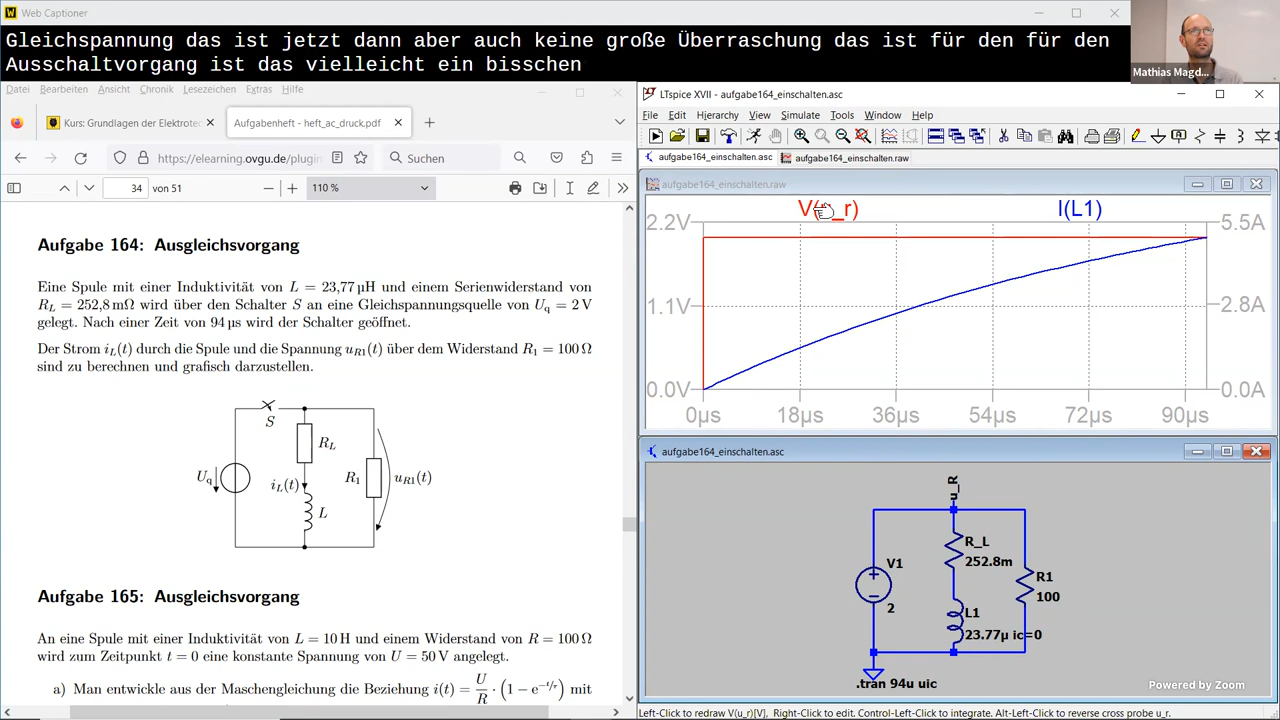 Web Captioner
Gleichspannung das ist jetzt dann aber auch keine große Überraschung das ist für den für den
Ausschaltvorgang ist das vielleicht ein bisschen
Mathias Magd...
Datei Bearbeiten Ansicht Chronik Lesezeichen Extras Hilfe
Kurs: Grundlagen der Elektrote
Aufgabenheft - heft_ac_druck.pdf
https://elearning.ovgu.de/plugin
Suchen
34 von 51
110 %
Aufgabe 164: Ausgleichsvorgang
Eine Spule mit einer Induktivität von L = 23,77 µH und einem Serienwiderstand von
R_L = 252,8 mΩ wird über den Schalter S an eine Gleichspannungsquelle von U_q = 2 V
gelegt. Nach einer Zeit von 94 µs wird der Schalter geöffnet.
Der Strom i_L(t) durch die Spule und die Spannung u_R1(t) über dem Widerstand R_1 = 100 Ω
sind zu berechnen und grafisch darzustellen.
S
R_L
U_q
i_L(t)
R_1
u_R1(t)
L
Aufgabe 165: Ausgleichsvorgang
An eine Spule mit einer Induktivität von L = 10 H und einem Widerstand von R = 100 Ω
wird zum Zeitpunkt t = 0 eine konstante Spannung von U = 50 V angelegt.
a) Man entwickle aus der Maschengleichung die Beziehung i(t) = U/R · (1 − e^(−t/τ)) mit
LTspice XVII - aufgabe164_einschalten.asc
File Edit Hierarchy View Simulate Tools Window Help
aufgabe164_einschalten.asc
aufgabe164_einschalten.raw
aufgabe164_einschalten.raw
V(u_r)
I(L1)
2.2V
5.5A
1.1V
2.8A
0.0V
0.0A
0µs 18µs 36µs 54µs 72µs 90µs
aufgabe164_einschalten.asc
u_R
R_L
252.8m
V1
2
R1
100
L1
23.77µ ic=0
.tran 94u uic
Powered by Zoom
Left-Click to redraw V(u_r)[V], Right-Click to edit. Control-Left-Click to integrate. Alt-Left-Click to reverse cross probe u_r.